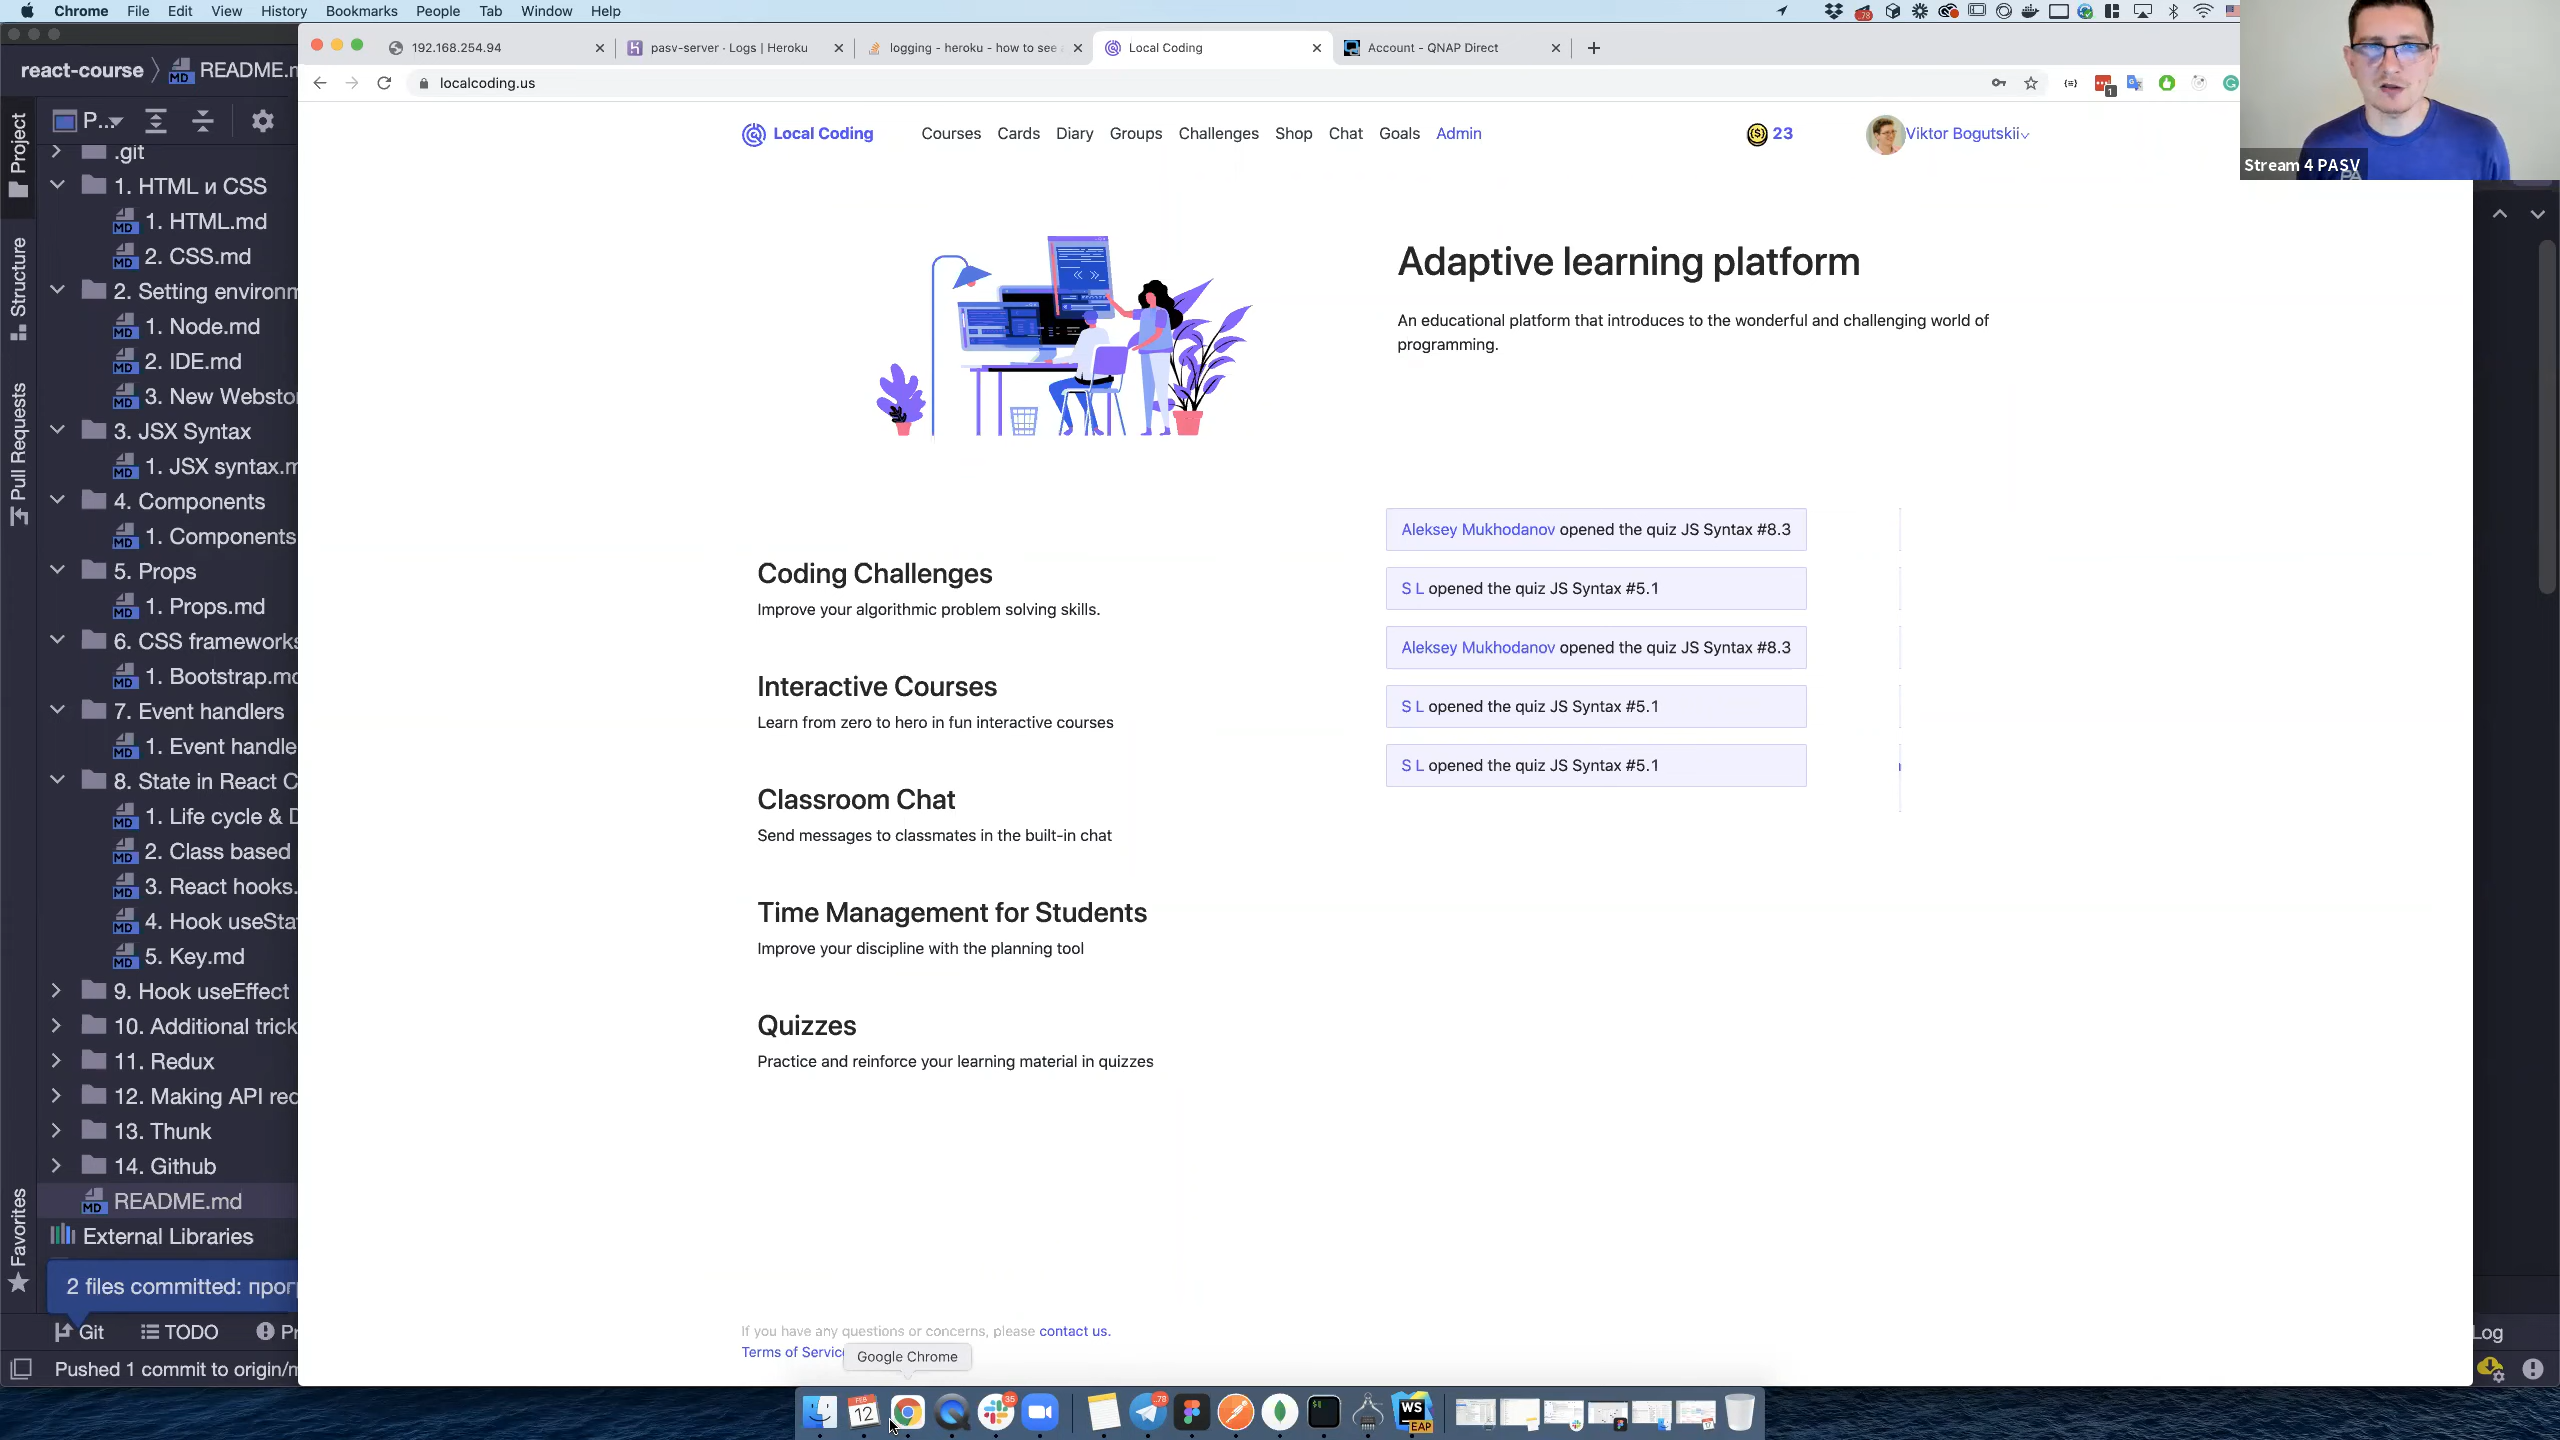 Chrome File Edit View History Bookmarks People Tab Window Help
192.168.254.94
pasv-server · Logs | Heroku
logging - heroku - how to see
Local Coding
Account - QNAP Direct
localcoding.us
react-course
README.m
Stream 4 PASV
Local Coding
Courses Cards Diary Groups Challenges Shop Chat Goals Admin
23
Viktor Bogutskii
Project
Structure
Pull Requests
Favorites
P...
.git
1. HTML и CSS
1. HTML.md
2. CSS.md
2. Setting environm
1. Node.md
2. IDE.md
3. New Websto
3. JSX Syntax
1. JSX syntax.m
4. Components
1. Components
5. Props
1. Props.md
6. CSS frameworks
1. Bootstrap.md
7. Event handlers
1. Event handle
8. State in React C
1. Life cycle & D
2. Class based
3. React hooks.
4. Hook useStat
5. Key.md
9. Hook useEffect
10. Additional trick
11. Redux
12. Making API req
13. Thunk
14. Github
README.md
External Libraries
2 files committed: прогр
Git TODO Pr
Pushed 1 commit to origin/m
Adaptive learning platform
An educational platform that introduces to the wonderful and challenging world of
programming.
Aleksey Mukhodanov opened the quiz JS Syntax #8.3
S L opened the quiz JS Syntax #5.1
Aleksey Mukhodanov opened the quiz JS Syntax #8.3
S L opened the quiz JS Syntax #5.1
S L opened the quiz JS Syntax #5.1
Coding Challenges
Improve your algorithmic problem solving skills.
Interactive Courses
Learn from zero to hero in fun interactive courses
Classroom Chat
Send messages to classmates in the built-in chat
Time Management for Students
Improve your discipline with the planning tool
Quizzes
Practice and reinforce your learning material in quizzes
If you have any questions or concerns, please contact us.
Terms of Service
Google Chrome
Log
FEB
12
35
78
WS
EAP